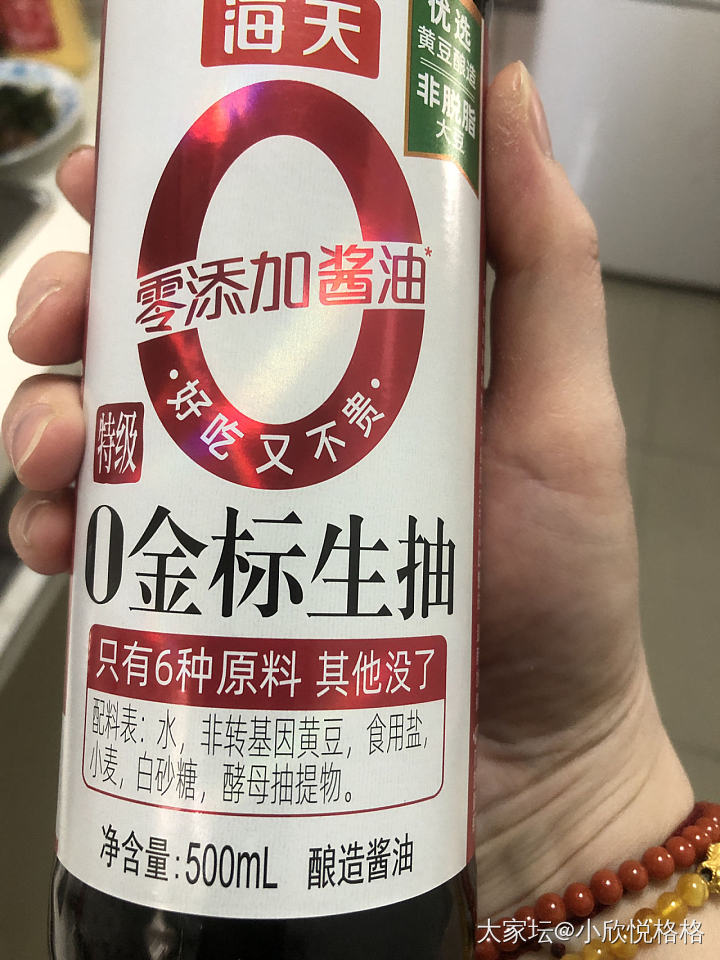 海天
优选
黄豆酿造
非脱脂
大豆
零添加酱油*
·好吃又不贵·
特级
0金标生抽
只有6种原料 其他没了
配料表：水，非转基因黄豆，食用盐，
小麦，白砂糖，酵母抽提物。
净含量：500mL 酿造酱油
太家坛@小欣悦格格